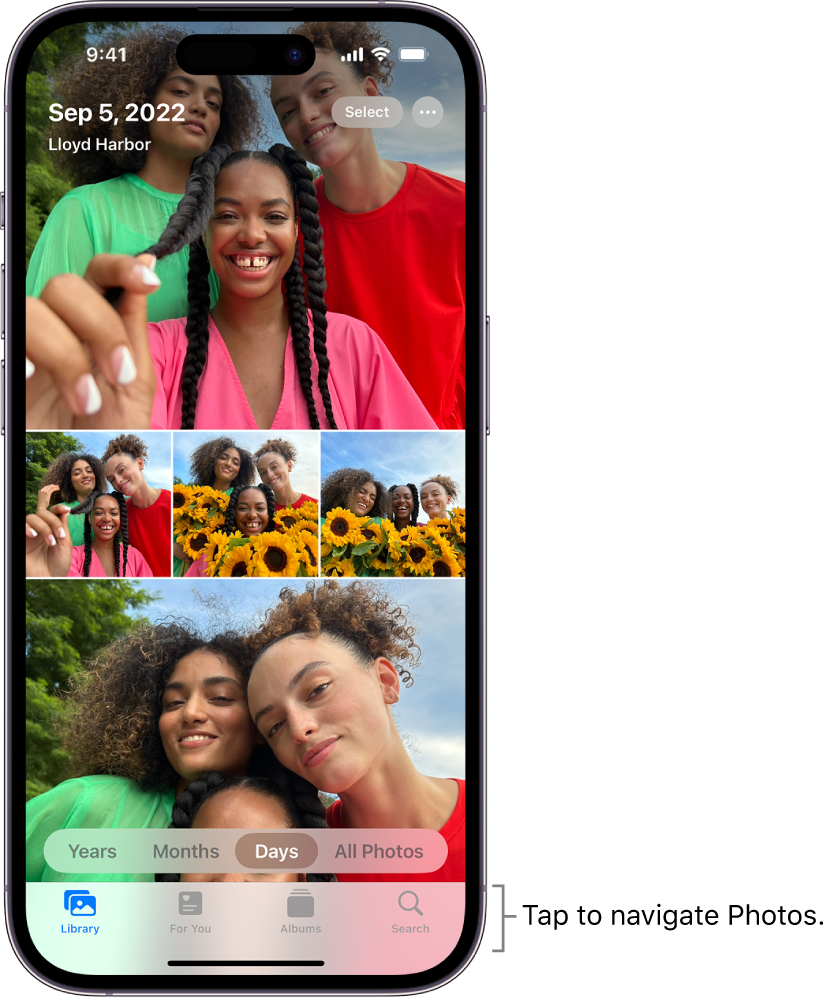 9:41
Sep 5, 2022
Select
Lloyd Harbor
Years Months Days All Photos
Library For You Albums Search
Tap to navigate Photos.